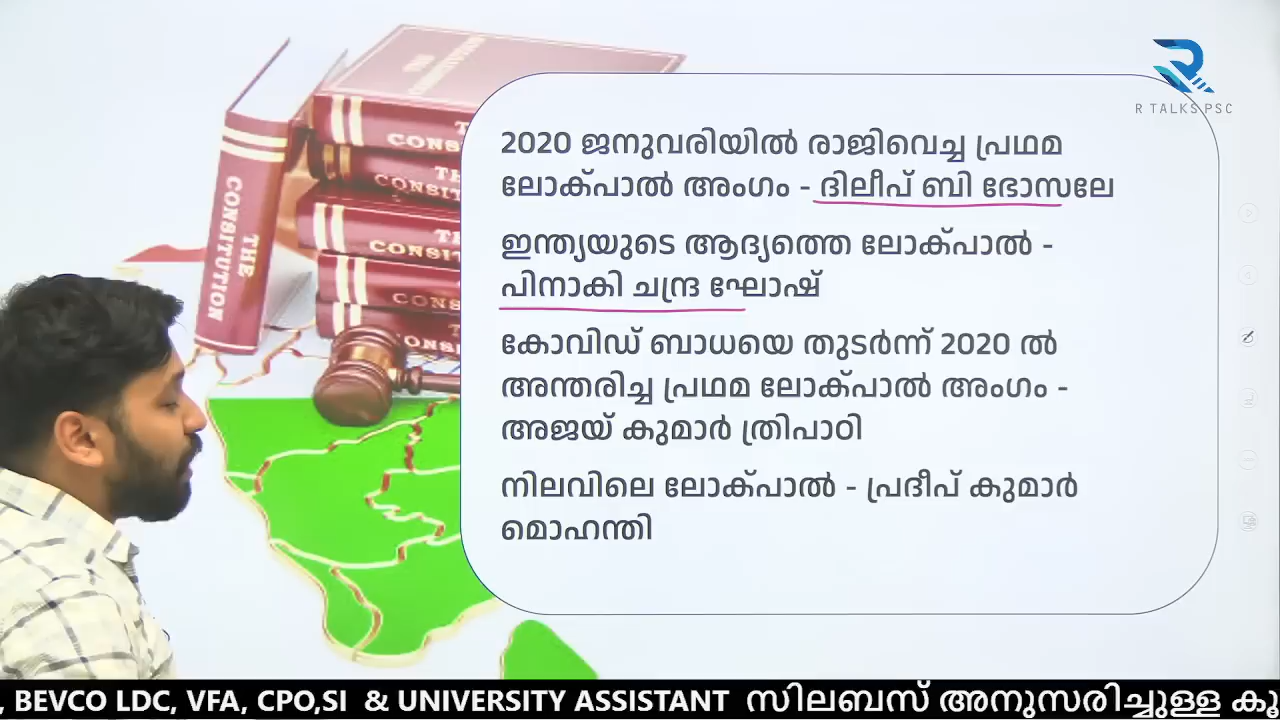 R TALKS PSC
2020 ജനുവരിയിൽ രാജിവെച്ച പ്രഥമ
ലോക്പാൽ അംഗം - ദിലീപ് ബി ഭോസലേ
ഇന്ത്യയുടെ ആദ്യത്തെ ലോക്പാൽ -
പിനാകി ചന്ദ്ര ഘോഷ്
കോവിഡ് ബാധയെ തുടർന്ന് 2020 ൽ
അന്തരിച്ച പ്രഥമ ലോക്പാൽ അംഗം -
അജയ് കുമാർ ത്രിപാഠി
നിലവിലെ ലോക്പാൽ - പ്രദീപ് കുമാർ
മൊഹന്തി
THE
CONSITUTION
, BEVCO LDC, VFA, CPO,SI & UNIVERSITY ASSISTANT സിലബസ് അനുസരിച്ചുള്ള